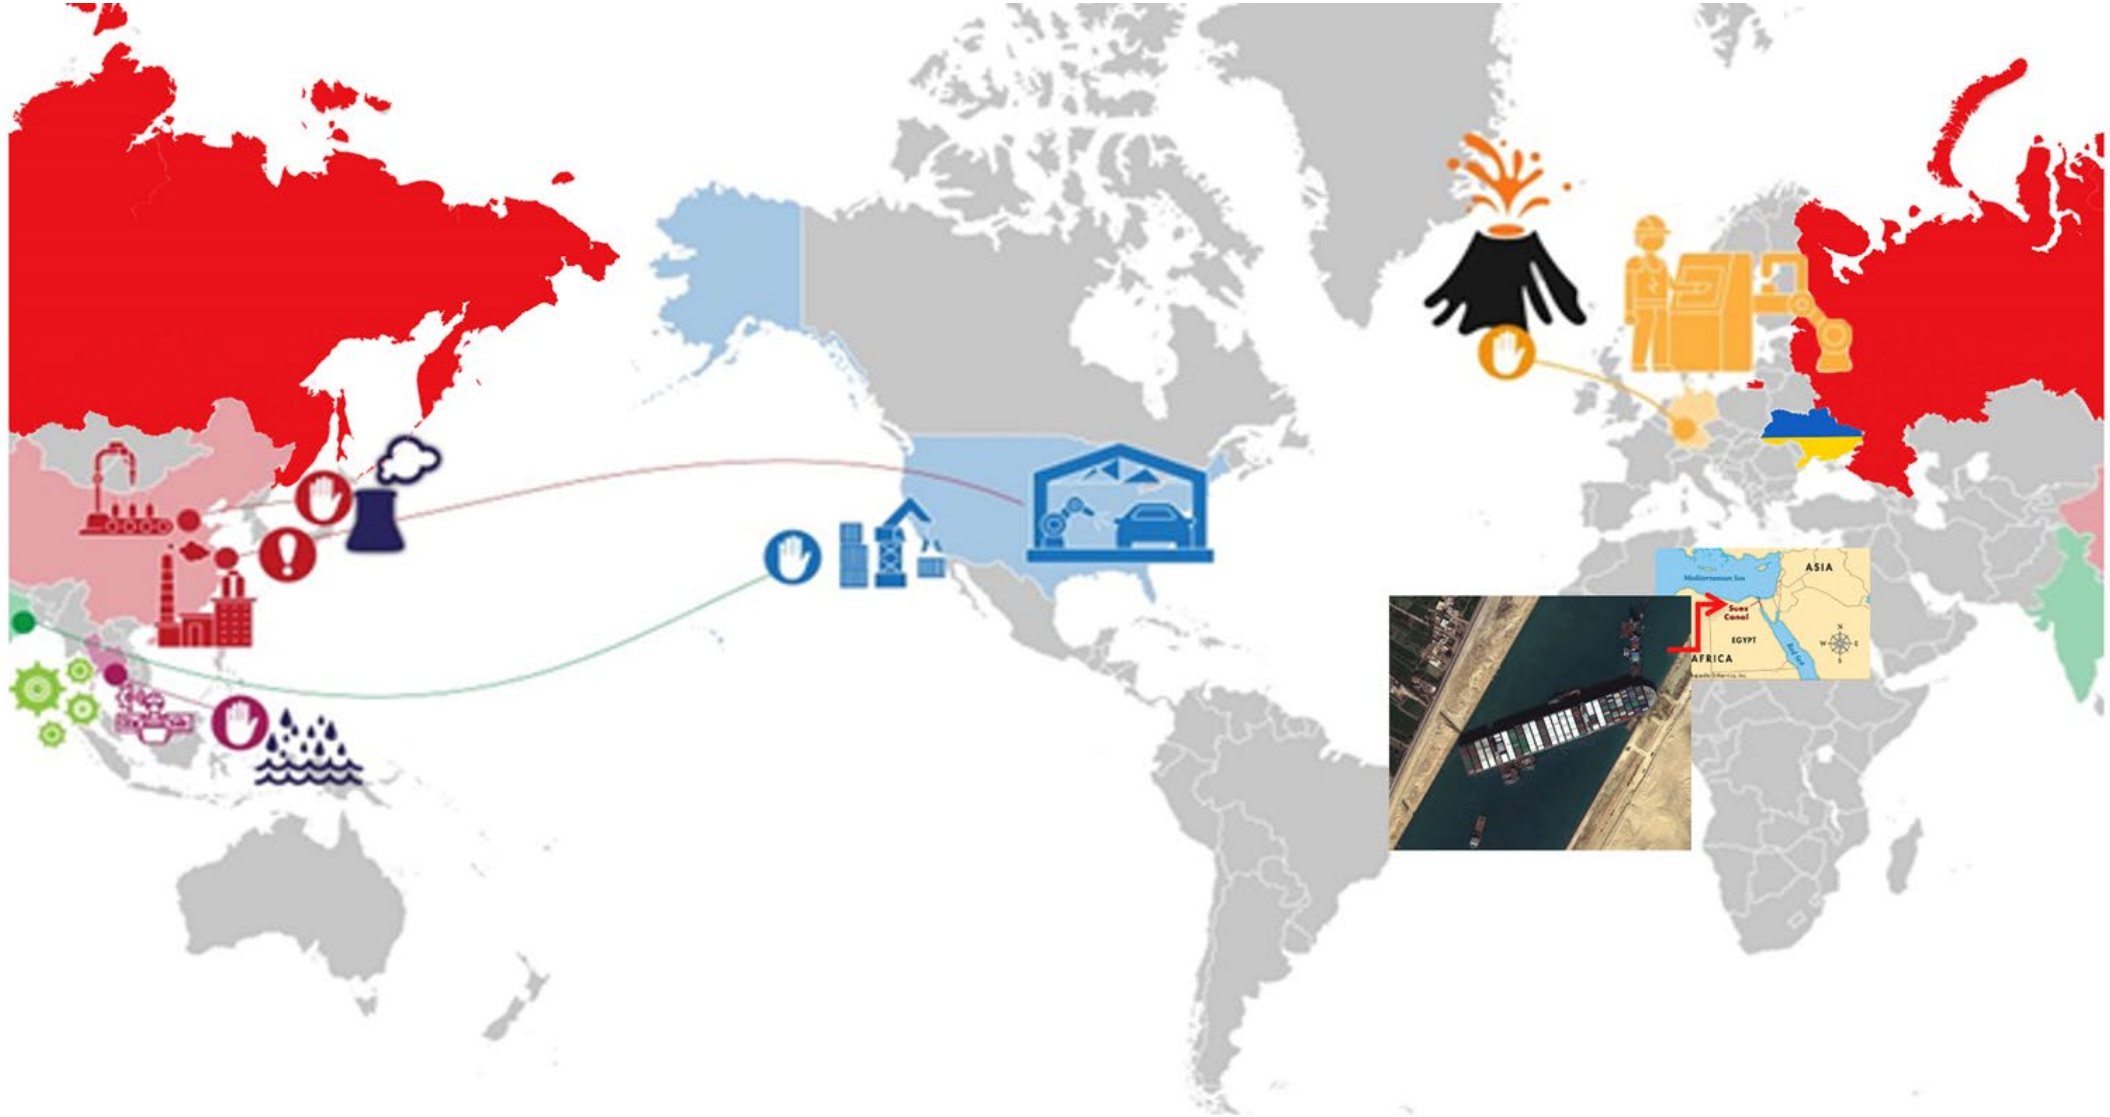 ASIA
Mediterranean Sea
Suez
Canal
EGYPT
N
W
E
S
Red Sea
AFRICA